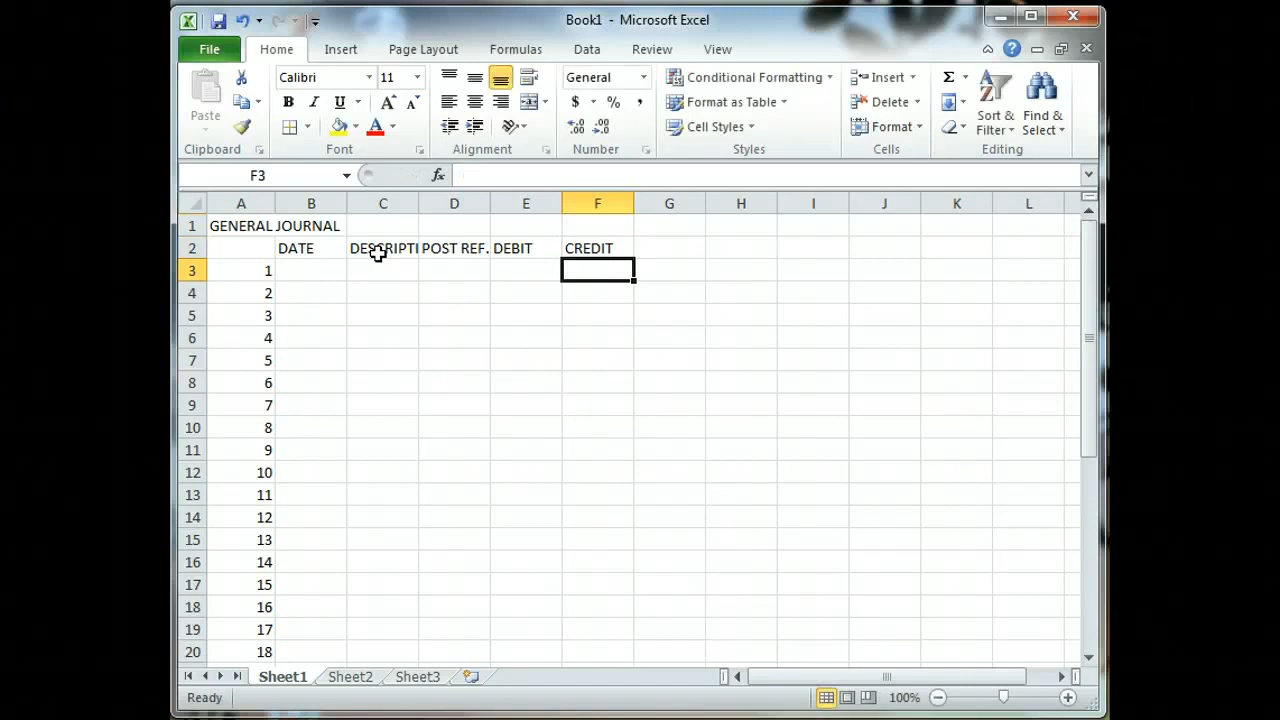 Book1 - Microsoft Excel
File Home Insert Page Layout Formulas Data Review View
Calibri 11 General Conditional Formatting Insert Σ
Paste B I U A A $ % , Format as Table Delete Sort & Find &
A Cell Styles Format Filter Select
Clipboard Font Alignment Number Styles Cells Editing
F3 fx
A B C D E F G H I J K L
1 GENERAL JOURNAL
2 DATE DESCRIPTI POST REF. DEBIT CREDIT
3 1
4 2
5 3
6 4
7 5
8 6
9 7
10 8
11 9
12 10
13 11
14 12
15 13
16 14
17 15
18 16
19 17
20 18
Sheet1 Sheet2 Sheet3
Ready 100%